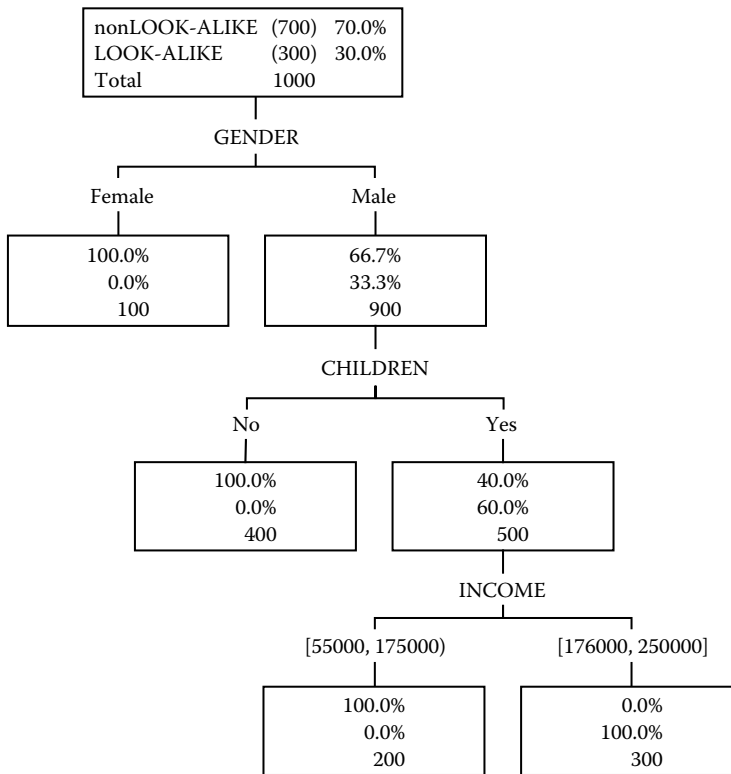 nonLOOK-ALIKE (700) 70.0%
LOOK-ALIKE (300) 30.0%
Total 1000
GENDER
Female Male
100.0% 66.7%
0.0% 33.3%
100 900
CHILDREN
No Yes
100.0% 40.0%
0.0% 60.0%
400 500
INCOME
[55000, 175000) [176000, 250000]
100.0% 0.0%
0.0% 100.0%
200 300